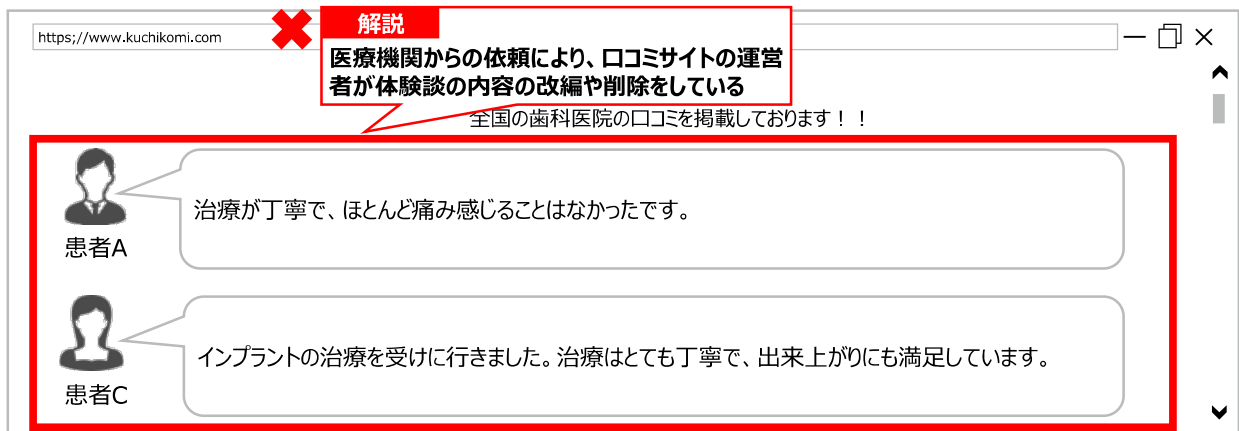 https;//www.kuchikomi.com
解説
医療機関からの依頼により、口コミサイトの運営
者が体験談の内容の改編や削除をしている
全国の歯科医院の口コミを掲載しております！！
治療が丁寧で、ほとんど痛み感じることはなかったです。
患者A
インプラントの治療を受けに行きました。治療はとても丁寧で、出来上がりにも満足しています。
患者C